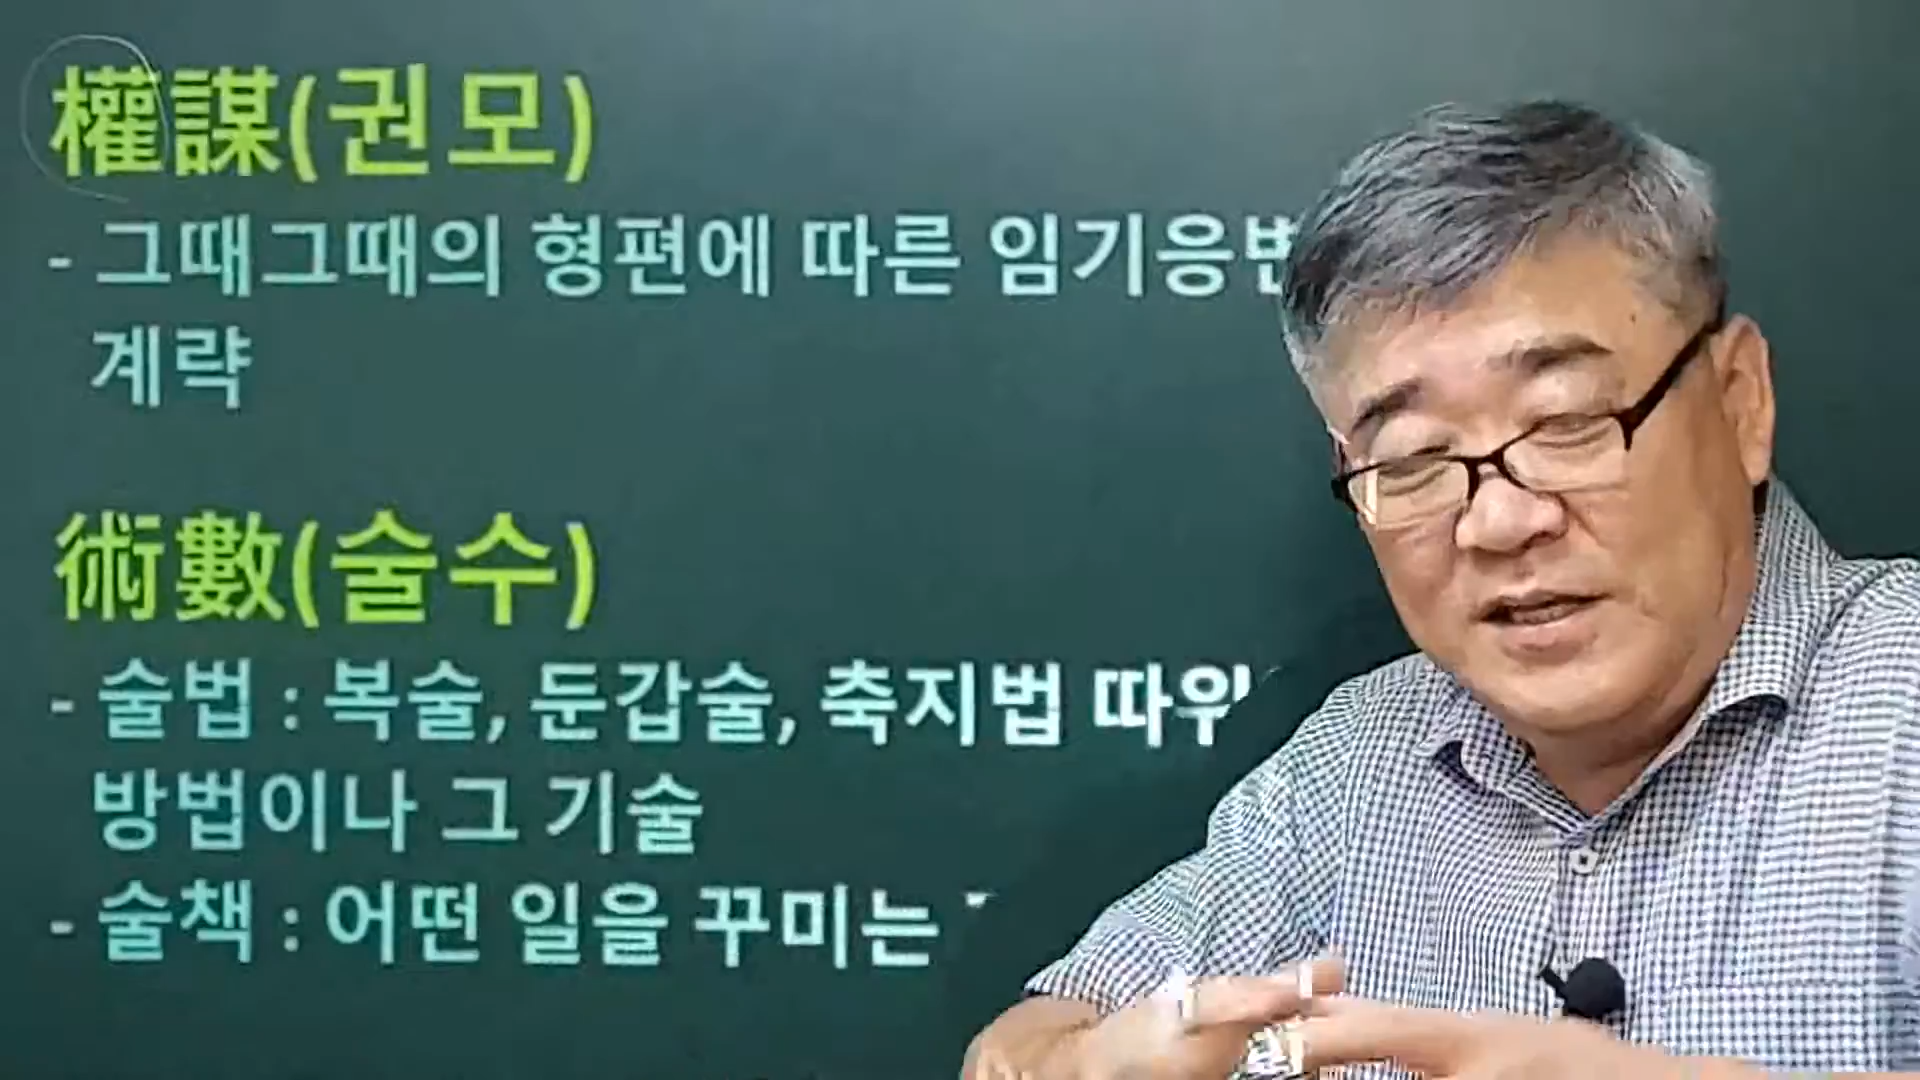 權謀(권모)
- 그때그때의 형편에 따른 임기응변
계략
術數(술수)
- 술법 : 복술, 둔갑술, 축지법 따위
방법이나 그 기술
- 술책 : 어떤 일을 꾸미는